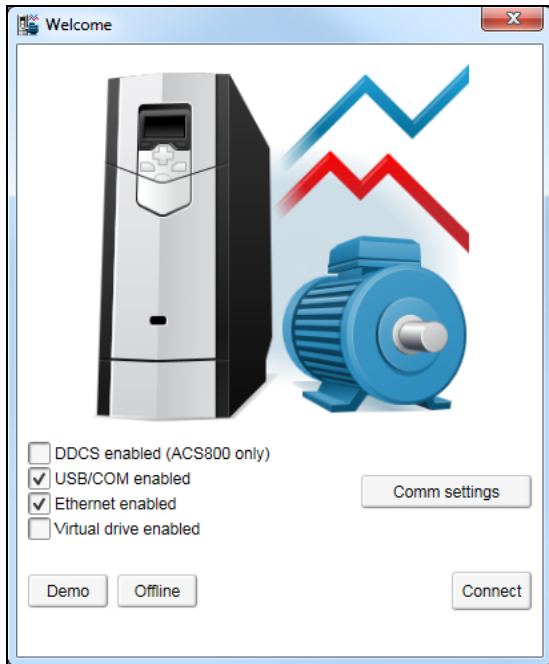 Welcome
DDCS enabled (ACS800 only)
USB/COM enabled
Ethernet enabled
Virtual drive enabled
Comm settings
Demo
Offline
Connect